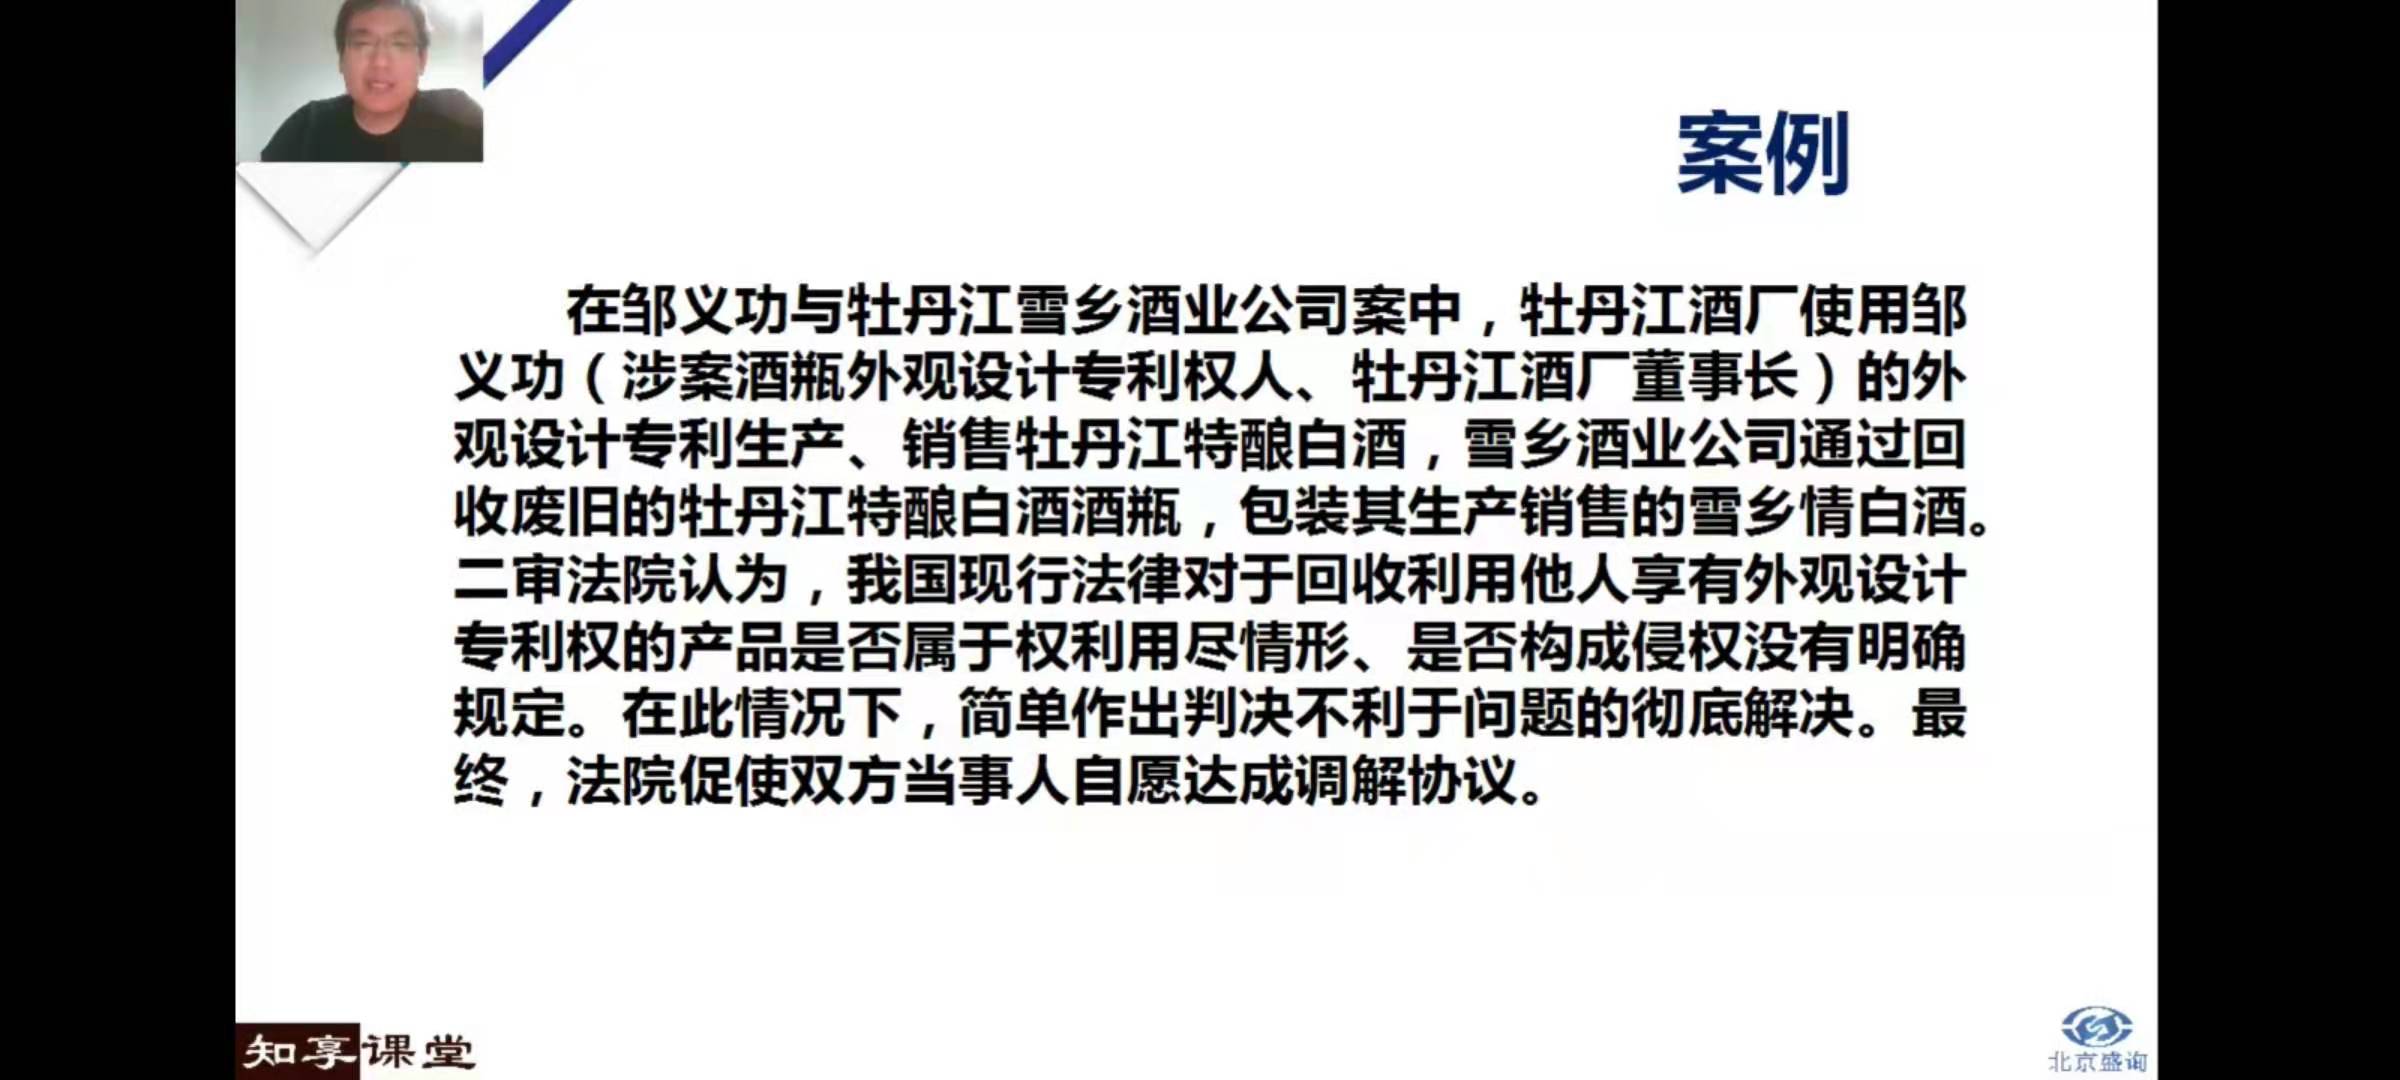 案例
在邹义功与牡丹江雪乡酒业公司案中，牡丹江酒厂使用邹
义功（涉案酒瓶外观设计专利权人、牡丹江酒厂董事长）的外
观设计专利生产、销售牡丹江特酿白酒，雪乡酒业公司通过回
收废旧的牡丹江特酿白酒酒瓶，包装其生产销售的雪乡情白酒。
二审法院认为，我国现行法律对于回收利用他人享有外观设计
专利权的产品是否属于权利用尽情形、是否构成侵权没有明确
规定。在此情况下，简单作出判决不利于问题的彻底解决。最
终，法院促使双方当事人自愿达成调解协议。
知享课堂
北京盛询